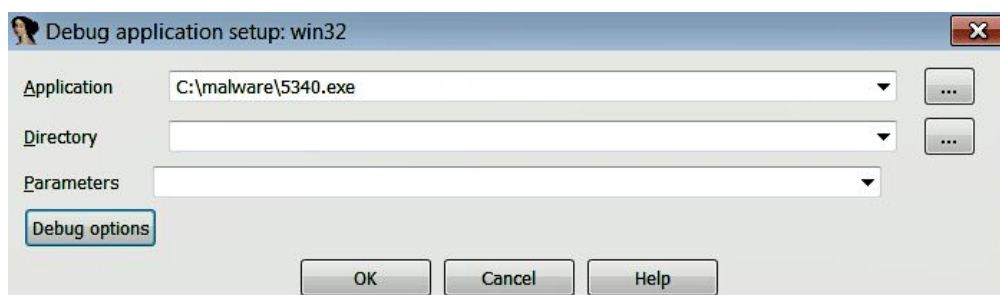 Debug application setup: win32
Application C:\malware\5340.exe ...
Directory ...
Parameters
Debug options
OK Cancel Help